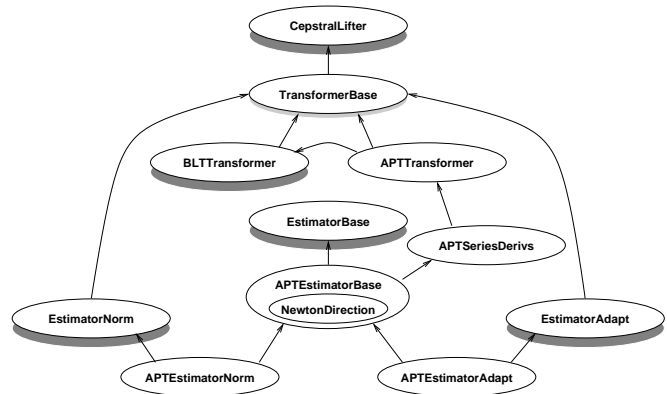 CepstralLifter
TransformerBase
BLTTransformer
APTTransformer
EstimatorBase
APTSeriesDerivs
APTEstimatorBase
NewtonDirection
EstimatorNorm
EstimatorAdapt
APTEstimatorNorm
APTEstimatorAdapt